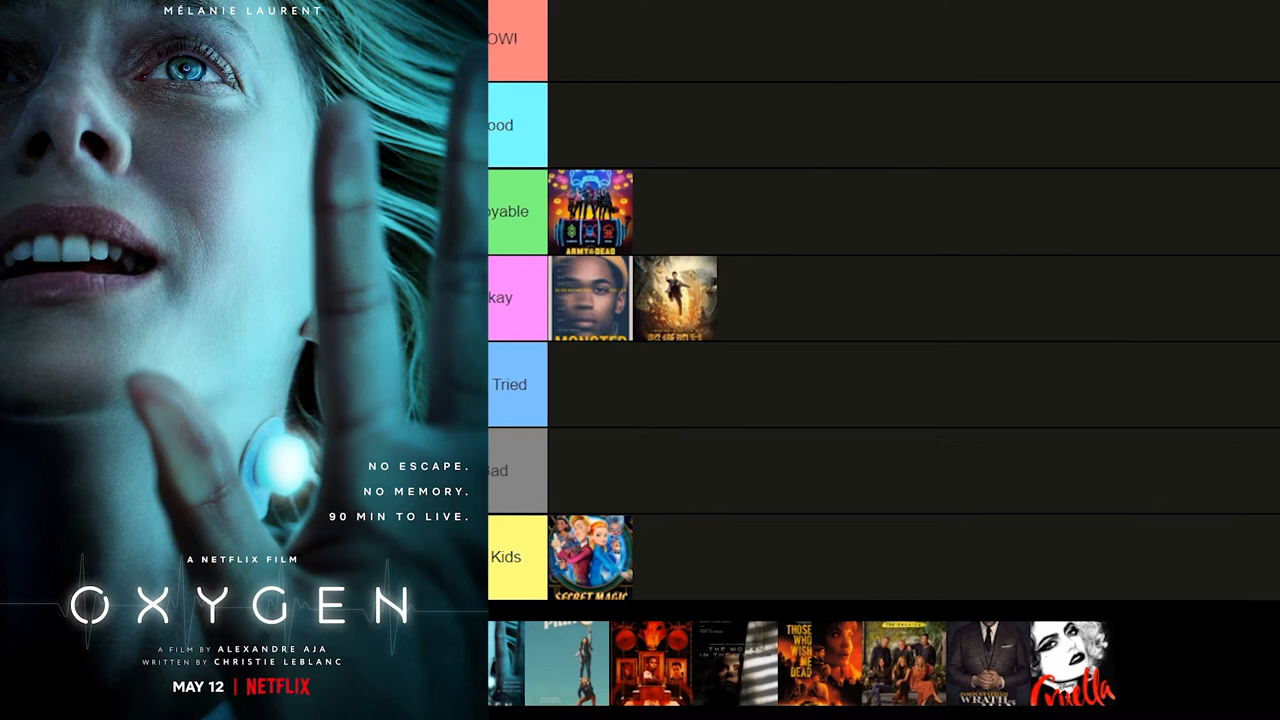 MÉLANIE LAURENT
NO ESCAPE.
NO MEMORY.
90 MIN TO LIVE.
A NETFLIX FILM
OXYGEN
A FILM BY ALEXANDRE AJA
WRITTEN BY CHRISTIE LEBLANC
MAY 12 | NETFLIX
OW!
ood
oyable
ARMY OF THE DEAD
kay
MONSTER
Tried
Bad
Kids
SECRET MAGIC
THOSE
WHO
WISH
ME
DEAD
WRATH
Cruella